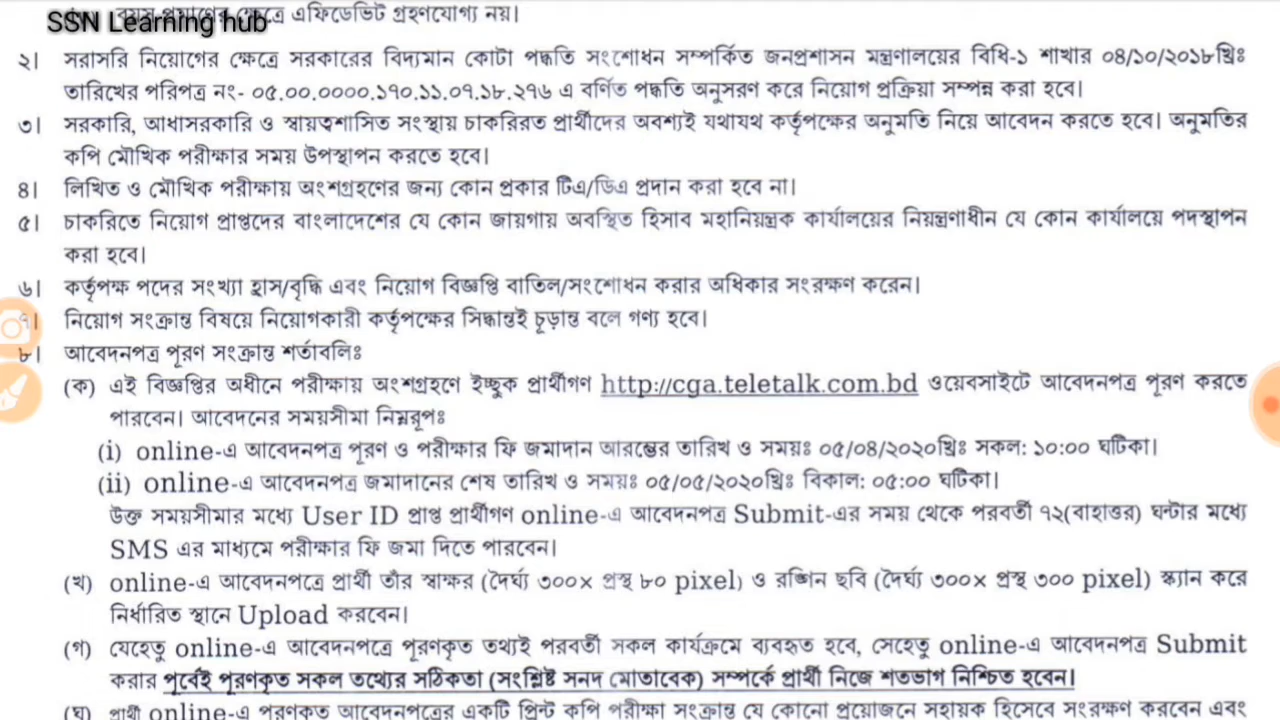 SSN Learning hub
প্রমাণের ক্ষেত্রে এফিডেভিট গ্রহণযোগ্য নয়।
২। সরাসরি নিয়োগের ক্ষেত্রে সরকারের বিদ্যমান কোটা পদ্ধতি সংশোধন সম্পর্কিত জনপ্রশাসন মন্ত্রণালয়ের বিধি-১ শাখার ০৪/১০/২০১৮খ্রিঃ
তারিখের পরিপত্র নং- ০৫.০০.০০০০.১৭০.১১.০৭.১৮.২৭৬ এ বর্ণিত পদ্ধতি অনুসরণ করে নিয়োগ প্রক্রিয়া সম্পন্ন করা হবে।
৩। সরকারি, আধাসরকারি ও স্বায়ত্বশাসিত সংস্থায় চাকরিরত প্রার্থীদের অবশ্যই যথাযথ কর্তৃপক্ষের অনুমতি নিয়ে আবেদন করতে হবে। অনুমতির
কপি মৌখিক পরীক্ষার সময় উপস্থাপন করতে হবে।
৪। লিখিত ও মৌখিক পরীক্ষায় অংশগ্রহণের জন্য কোন প্রকার টিএ/ডিএ প্রদান করা হবে না।
৫। চাকরিতে নিয়োগ প্রাপ্তদের বাংলাদেশের যে কোন জায়গায় অবস্থিত হিসাব মহানিয়ন্ত্রক কার্যালয়ের নিয়ন্ত্রণাধীন যে কোন কার্যালয়ে পদস্থাপন
করা হবে।
৬। কর্তৃপক্ষ পদের সংখ্যা হ্রাস/বৃদ্ধি এবং নিয়োগ বিজ্ঞপ্তি বাতিল/সংশোধন করার অধিকার সংরক্ষণ করেন।
৭। নিয়োগ সংক্রান্ত বিষয়ে নিয়োগকারী কর্তৃপক্ষের সিদ্ধান্তই চূড়ান্ত বলে গণ্য হবে।
৮। আবেদনপত্র পূরণ সংক্রান্ত শর্তাবলিঃ
(ক) এই বিজ্ঞপ্তির অধীনে পরীক্ষায় অংশগ্রহণে ইচ্ছুক প্রার্থীগণ http://cga.teletalk.com.bd ওয়েবসাইটে আবেদনপত্র পূরণ করতে
পারবেন। আবেদনের সময়সীমা নিম্নরূপঃ
(i) online-এ আবেদনপত্র পূরণ ও পরীক্ষার ফি জমাদান আরম্ভের তারিখ ও সময়ঃ ০৫/০৪/২০২০খ্রিঃ সকল: ১০:০০ ঘটিকা।
(ii) online-এ আবেদনপত্র জমাদানের শেষ তারিখ ও সময়ঃ ০৫/০৫/২০২০খ্রিঃ বিকাল: ০৫:০০ ঘটিকা।
উক্ত সময়সীমার মধ্যে User ID প্রাপ্ত প্রার্থীগণ online-এ আবেদনপত্র Submit-এর সময় থেকে পরবর্তী ৭২(বাহাত্তর) ঘন্টার মধ্যে
SMS এর মাধ্যমে পরীক্ষার ফি জমা দিতে পারবেন।
(খ) online-এ আবেদনপত্রে প্রার্থী তাঁর স্বাক্ষর (দৈর্ঘ্য ৩০০× প্রস্থ ৮০ pixel) ও রঙ্গিন ছবি (দৈর্ঘ্য ৩০০× প্রস্থ ৩০০ pixel) স্ক্যান করে
নির্ধারিত স্থানে Upload করবেন।
(গ) যেহেতু online-এ আবেদনপত্রে পূরণকৃত তথ্যই পরবর্তী সকল কার্যক্রমে ব্যবহৃত হবে, সেহেতু online-এ আবেদনপত্র Submit
করার পূর্বেই পূরণকৃত সকল তথ্যের সঠিকতা (সংশ্লিষ্ট সনদ মোতাবেক) সম্পর্কে প্রার্থী নিজে শতভাগ নিশ্চিত হবেন।
(ঘ) প্রার্থী online-এ পূরণকৃত আবেদনপত্রের একটি প্রিন্ট কপি পরীক্ষা সংক্রান্ত যে কোনো প্রয়োজনে সহায়ক হিসেবে সংরক্ষণ করবেন এবং